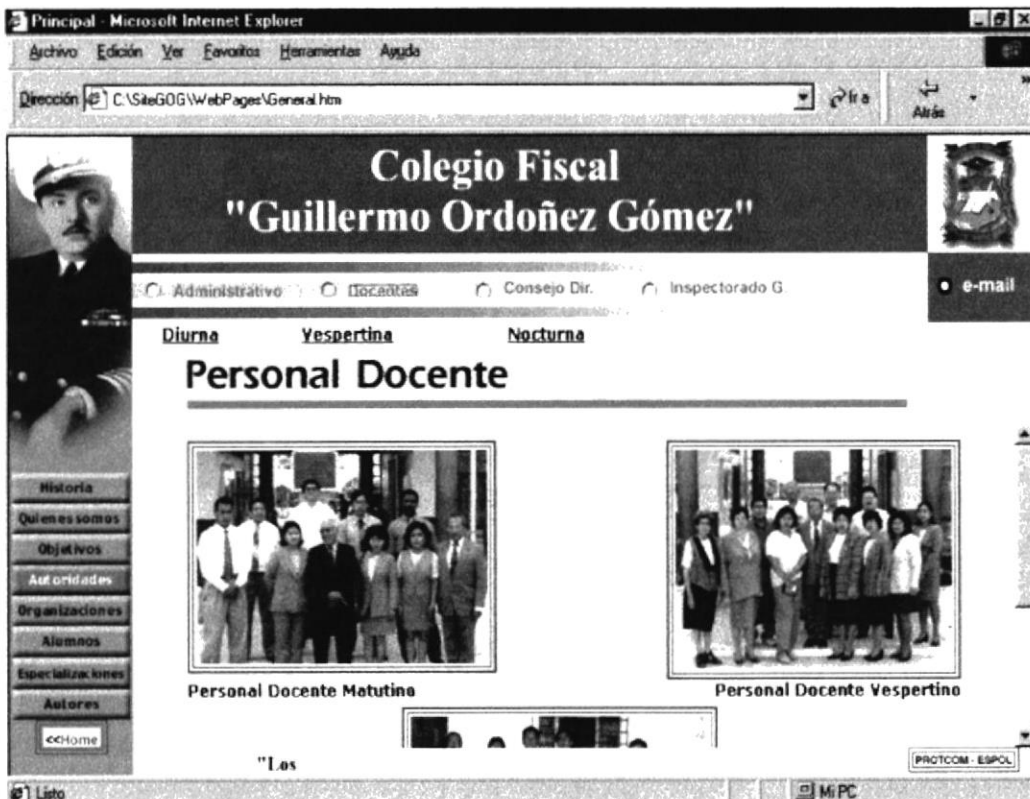 Principal - Microsoft Internet Explorer
Archivo Edición Ver Favoritos Herramientas Ayuda
Dirección C:\SiteGOG\WebPages\General.htm Ir a Atrás »
Colegio Fiscal
"Guillermo Ordoñez Gómez"
Administrativo Docentes Consejo Dir. Inspectorado G. e-mail
Diurna Vespertina Nocturna
Personal Docente
Historia
Quienes somos
Objetivos
Autoridades
Organizaciones
Alumnos
Especializaciones
Autores
<<Home
Personal Docente Matutino Personal Docente Vespertino
"Los
PROTCOM - ESPOL
Listo Mi PC